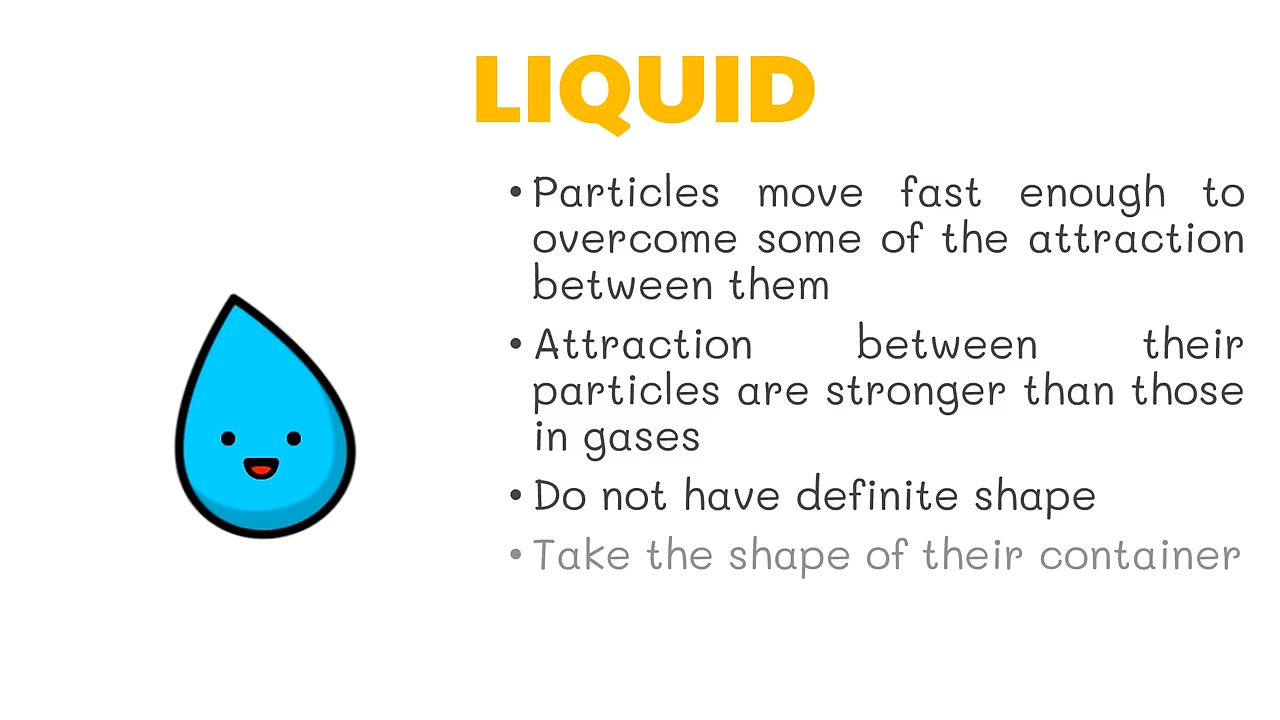 LIQUID
• Particles move fast enough to
overcome some of the attraction
between them
• Attraction between their
particles are stronger than those
in gases
• Do not have definite shape
• Take the shape of their container